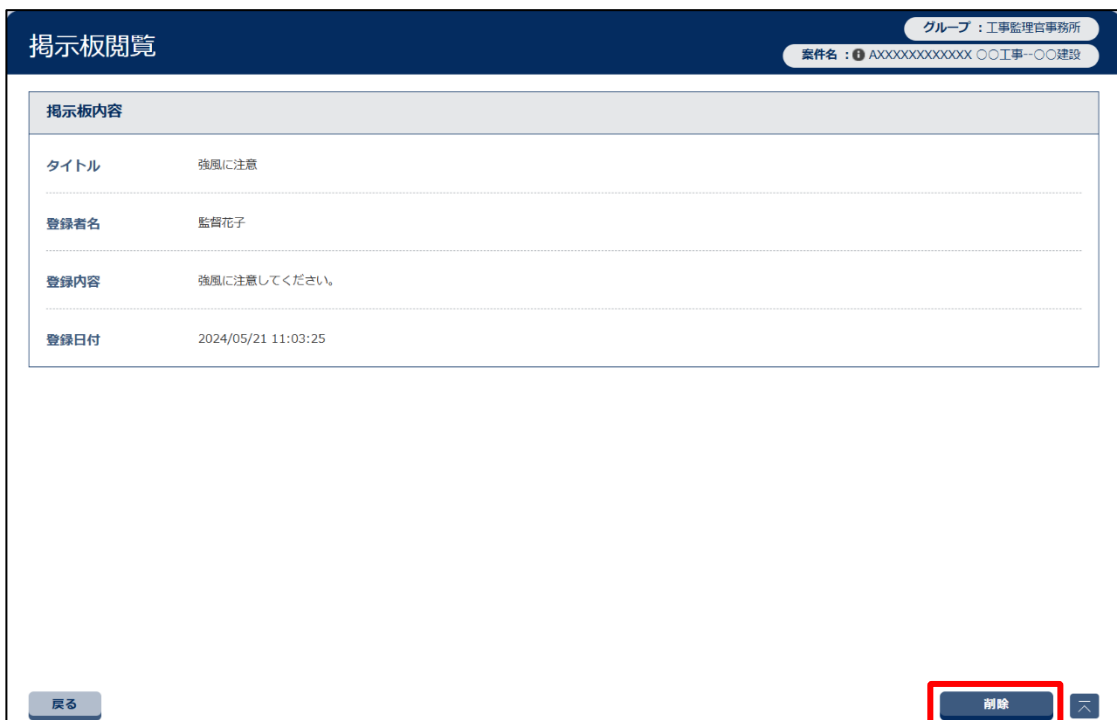 掲示板閲覧
グループ ：工事監理官事務所
案件名 ： AXXXXXXXXXXXX 〇〇工事--〇〇建設
掲示板内容
タイトル 強風に注意
登録者名 監督花子
登録内容 強風に注意してください。
登録日付 2024/05/21 11:03:25
戻る 削除